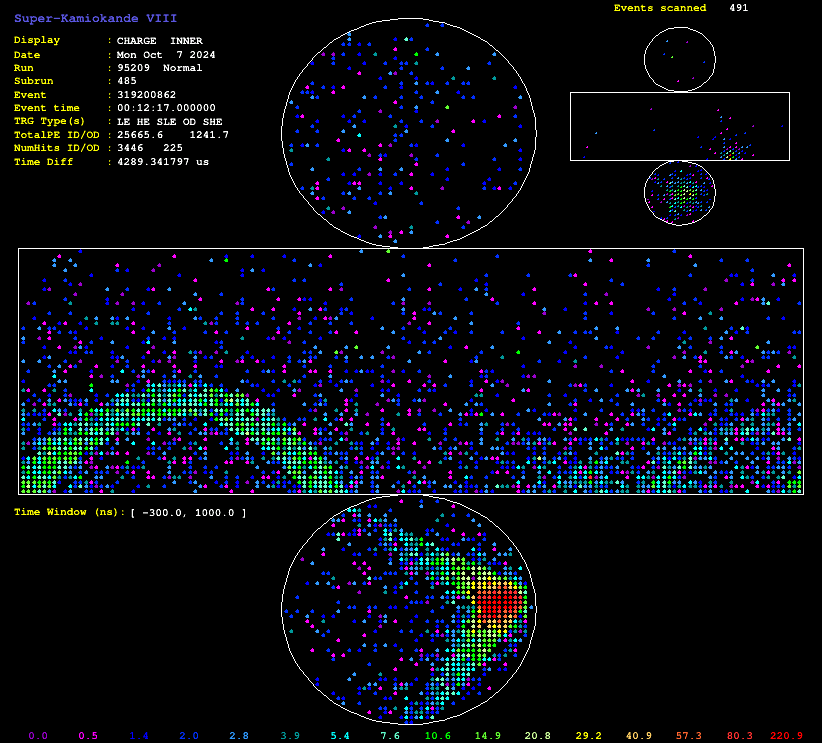 Super-Kamiokande VIII
Events scanned 491
Display : CHARGE INNER
Date : Mon Oct 7 2024
Run : 95209 Normal
Subrun : 485
Event : 319200862
Event time : 00:12:17.000000
TRG Type(s) : LE HE SLE OD SHE
TotalPE ID/OD : 25665.6 1241.7
NumHits ID/OD : 3446 225
Time Diff : 4289.341797 us
Time Window (ns): [ -300.0, 1000.0 ]
0.0 0.5 1.4 2.0 2.8 3.9 5.4 7.6 10.6 14.9 20.8 29.2 40.9 57.3 80.3 220.9